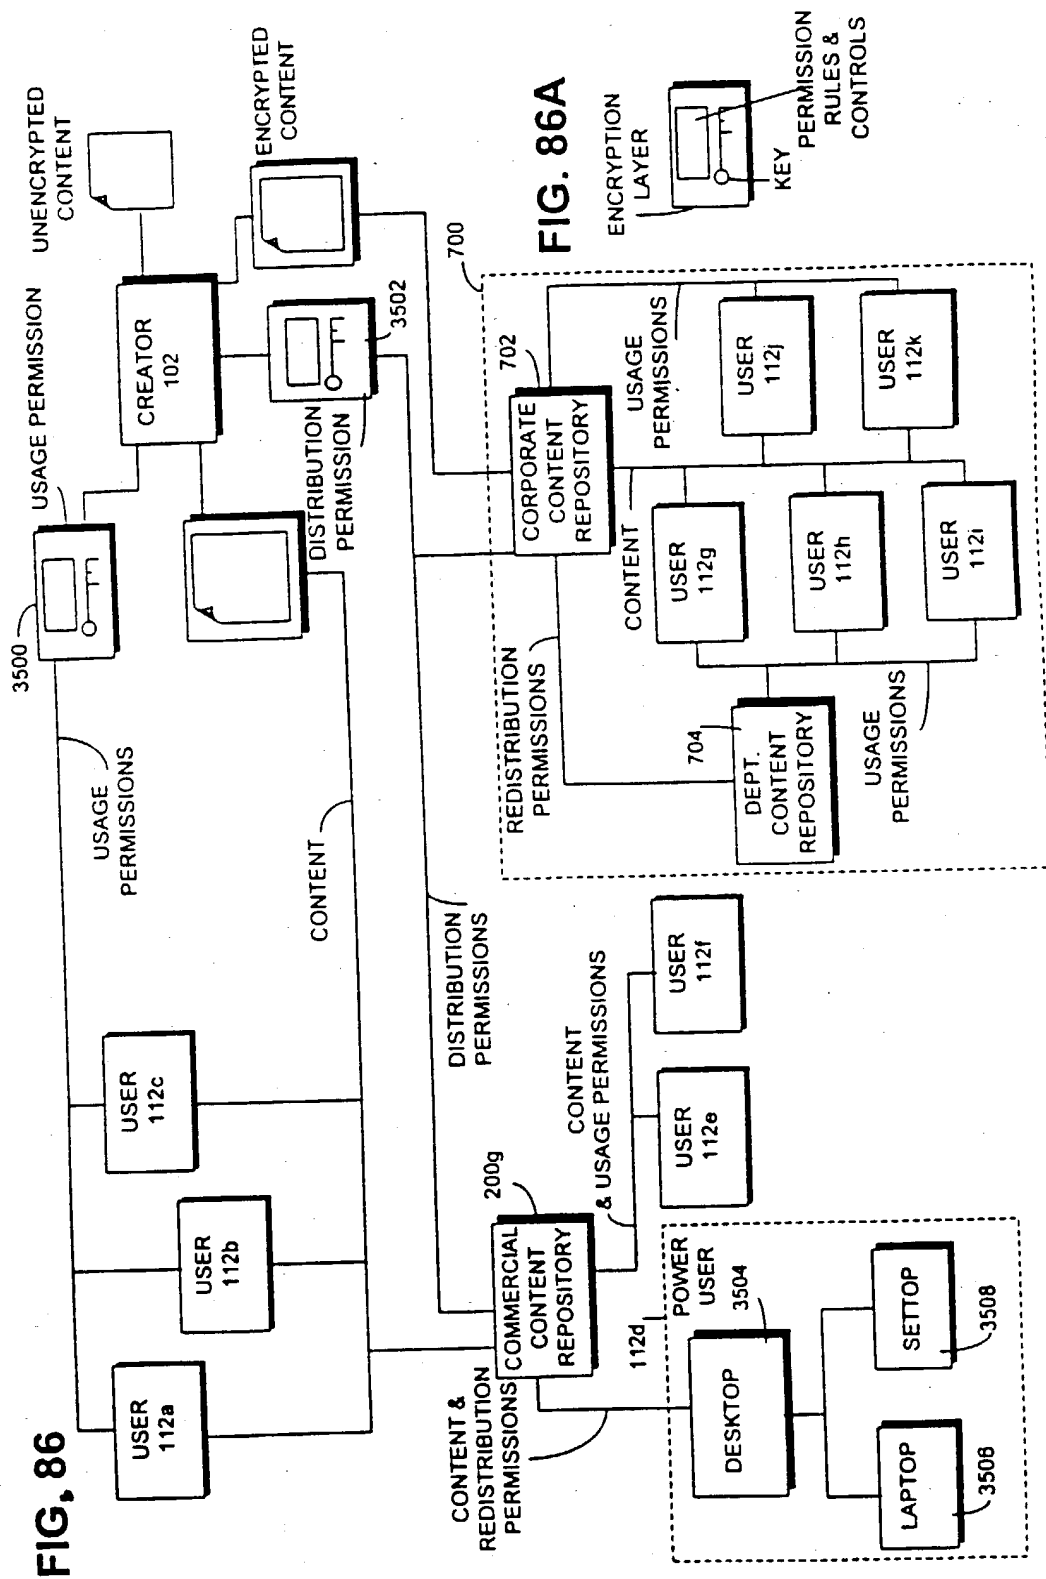 FIG. 86
USAGE PERMISSION
UNENCRYPTED
CONTENT
3500
CREATOR
102
ENCRYPTED
CONTENT
USAGE
PERMISSIONS
DISTRIBUTION
PERMISSION
3502
CONTENT
USER
112a
USER
112b
USER
112c
DISTRIBUTION
PERMISSIONS
CONTENT &
REDISTRIBUTION
PERMISSIONS
COMMERCIAL
CONTENT
REPOSITORY
200g
CONTENT
& USAGE PERMISSIONS
USER
112e
USER
112f
112d
POWER
USER
DESKTOP
3504
LAPTOP
3506
SETTOP
3508
700
CORPORATE
CONTENT
REPOSITORY
702
REDISTRIBUTION
PERMISSIONS
CONTENT
USAGE
PERMISSIONS
704
DEPT.
CONTENT
REPOSITORY
USAGE
PERMISSIONS
USER
112g
USER
112h
USER
112i
USER
112j
USER
112k
FIG. 86A
ENCRYPTION
LAYER
KEY
PERMISSION
RULES &
CONTROLS